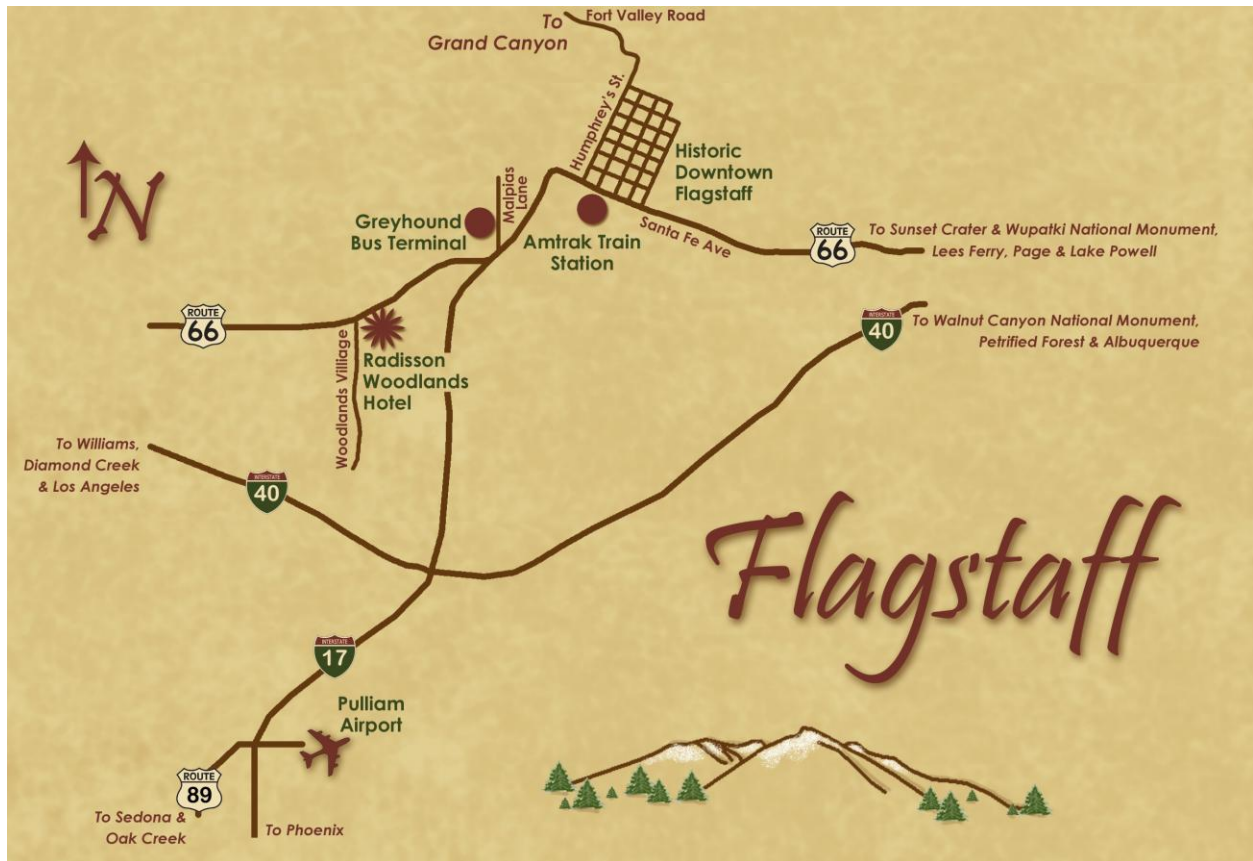 To
Grand Canyon
Fort Valley Road
Humphrey's St.
Historic
Downtown
Flagstaff
N
Malpias
Lane
Greyhound
Bus Terminal
Amtrak Train
Station
Santa Fe Ave
ROUTE
66
To Sunset Crater & Wupatki National Monument,
Lees Ferry, Page & Lake Powell
ROUTE
66
INTERSTATE
40
To Walnut Canyon National Monument,
Petrified Forest & Albuquerque
Radisson
Woodlands
Hotel
Woodlands Villiage
To Williams,
Diamond Creek
& Los Angeles
INTERSTATE
40
Flagstaff
INTERSTATE
17
Pulliam
Airport
ROUTE
89
To Sedona &
Oak Creek
To Phoenix